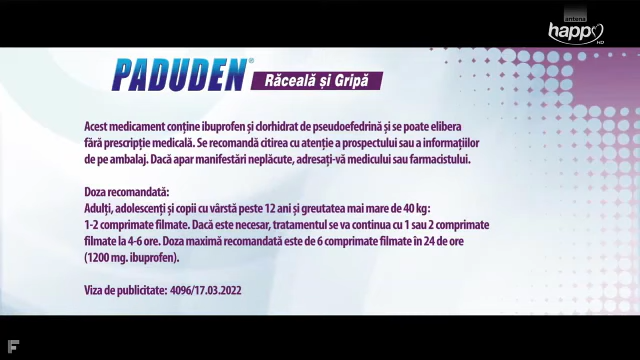 antena
happy
HD
PADUDEN®
Răceală și Gripă
Acest medicament conține ibuprofen și clorhidrat de pseudoefedrină și se poate elibera
fără prescripție medicală. Se recomandă citirea cu atenție a prospectului sau a informațiilor
de pe ambalaj. Dacă apar manifestări neplăcute, adresați-vă medicului sau farmacistului.
Doza recomandată:
Adulți, adolescenți și copii cu vârstă peste 12 ani și greutatea mai mare de 40 kg:
1-2 comprimate filmate. Dacă este necesar, tratamentul se va continua cu 1 sau 2 comprimate
filmate la 4-6 ore. Doza maximă recomandată este de 6 comprimate filmate în 24 de ore
(1200 mg. ibuprofen).
Viza de publicitate: 4096/17.03.2022
F